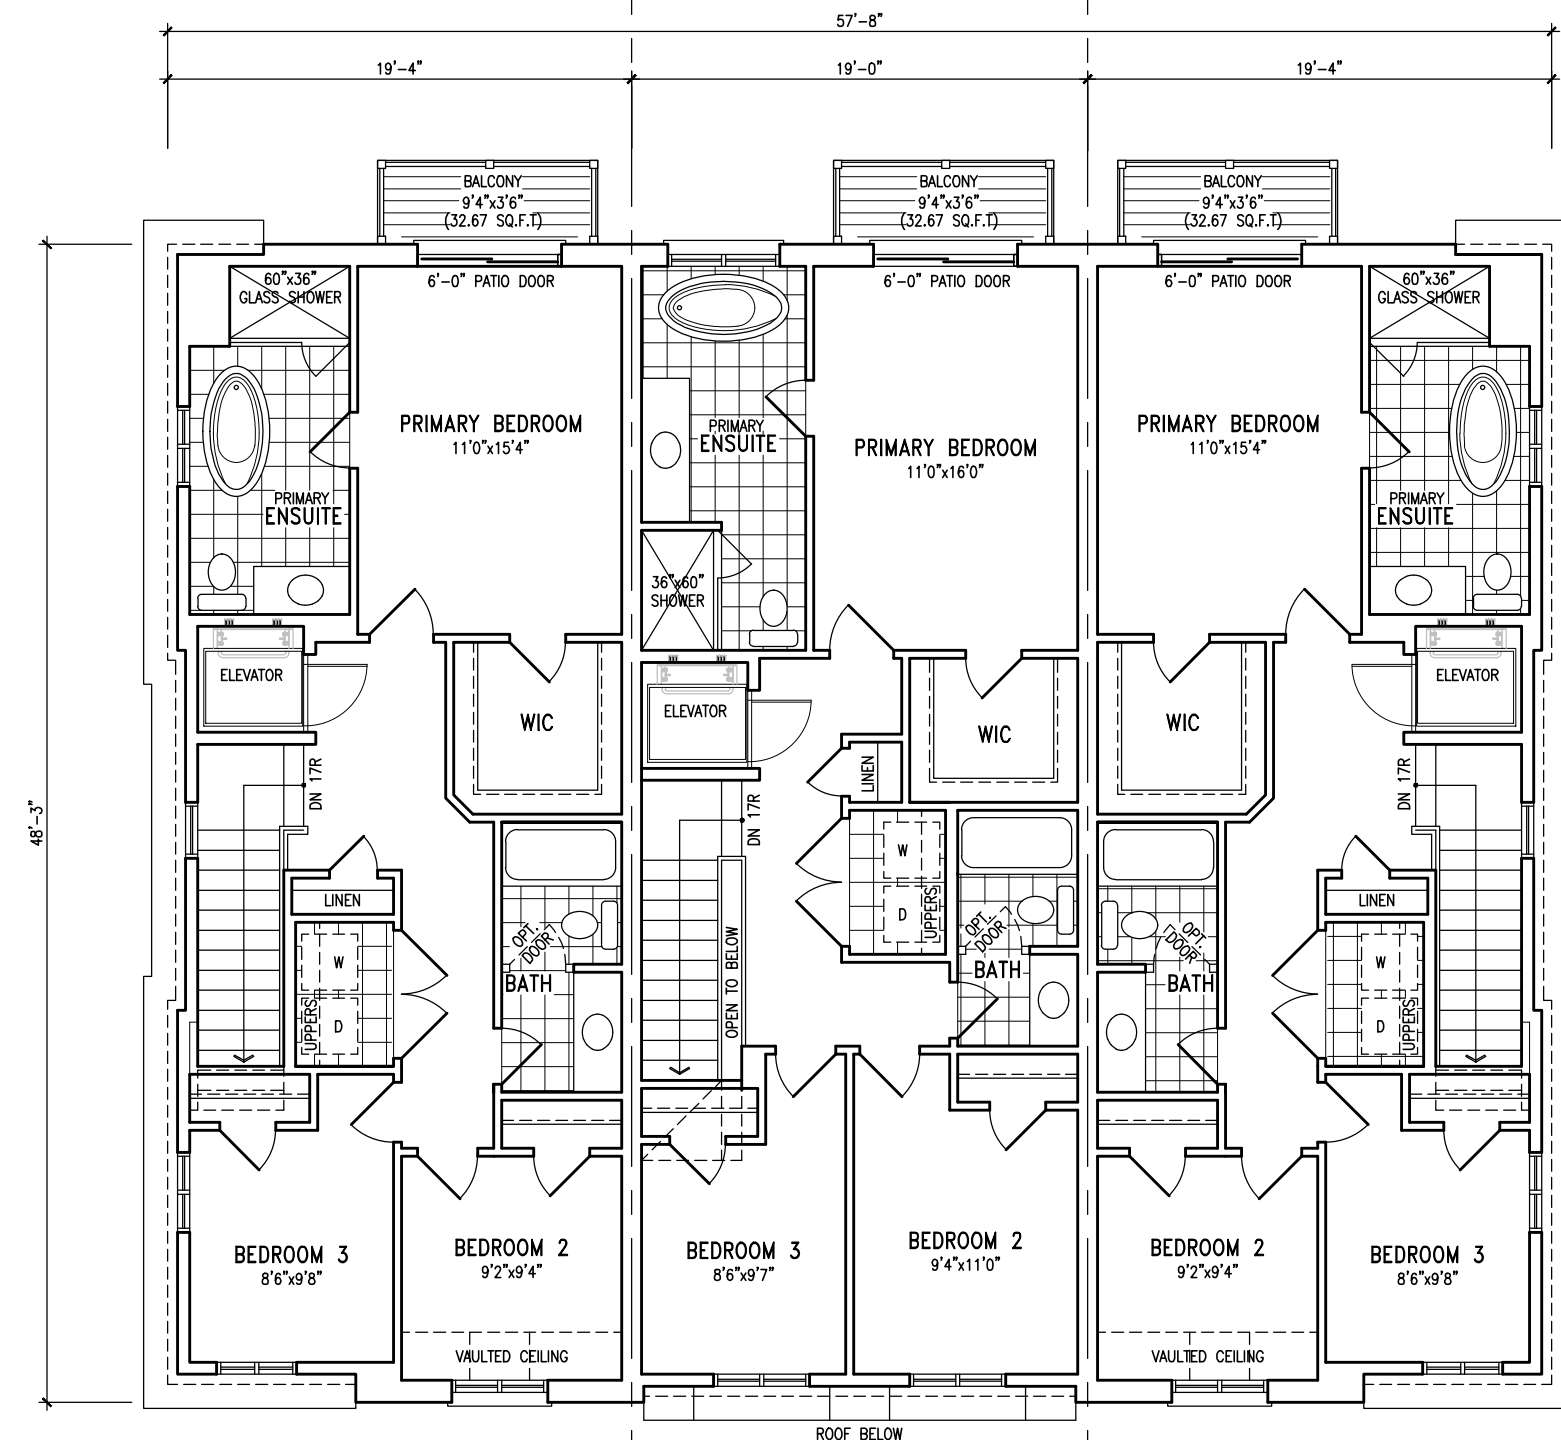 57'-8"
19'-4"
19'-0"
19'-4"
48'-3"
BALCONY
9'4"x3'6"
(32.67 SQ.F.T)
BALCONY
9'4"x3'6"
(32.67 SQ.F.T)
BALCONY
9'4"x3'6"
(32.67 SQ.F.T)
60"x36"
GLASS SHOWER
6'-0" PATIO DOOR
6'-0" PATIO DOOR
6'-0" PATIO DOOR
60"x36"
GLASS SHOWER
PRIMARY BEDROOM
11'0"x15'4"
PRIMARY
ENSUITE
PRIMARY BEDROOM
11'0"x16'0"
PRIMARY BEDROOM
11'0"x15'4"
PRIMARY
ENSUITE
PRIMARY
ENSUITE
36"x60"
SHOWER
ELEVATOR
WIC
ELEVATOR
WIC
WIC
ELEVATOR
DN 17R
LINEN
DN 17R
DN 17R
LINEN
W
D
UPPERS
OPT.
DOOR
BATH
OPEN TO BELOW
W
D
UPPERS
OPT.
DOOR
BATH
OPT.
DOOR
BATH
LINEN
W
D
UPPERS
BEDROOM 3
8'6"x9'8"
BEDROOM 2
9'2"x9'4"
BEDROOM 3
8'6"x9'7"
BEDROOM 2
9'4"x11'0"
BEDROOM 2
9'2"x9'4"
BEDROOM 3
8'6"x9'8"
VAULTED CEILING
VAULTED CEILING
ROOF BELOW